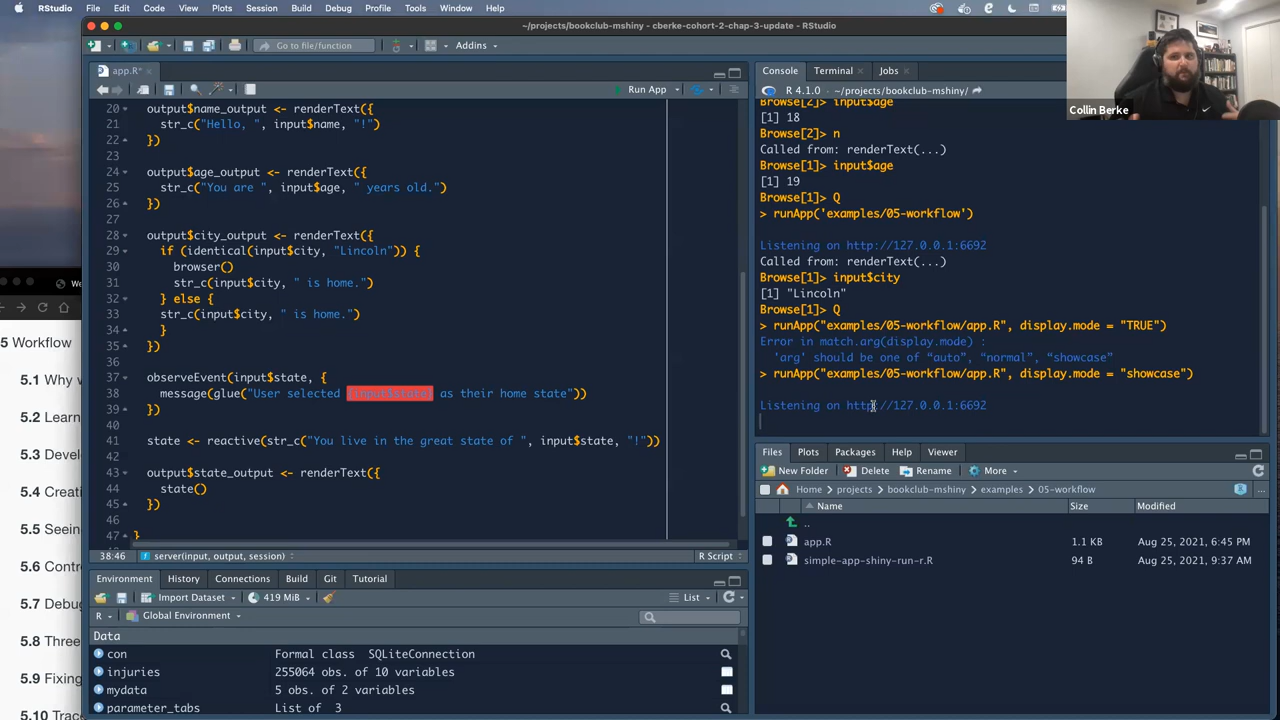 RStudio File Edit Code View Plots Session Build Debug Profile Tools Window Help
~/projects/bookclub-mshiny - cberke-cohort-2-chap-3-update - RStudio
Go to file/function Addins
app.R*
Run App
20 output$name_output <- renderText({
21 str_c("Hello, ", input$name, "!")
22 })
23
24 output$age_output <- renderText({
25 str_c("You are ", input$age, " years old.")
26 })
27
28 output$city_output <- renderText({
29 if (identical(input$city, "Lincoln")) {
30 browser()
31 str_c(input$city, " is home.")
32 } else {
33 str_c(input$city, " is home.")
34 }
35 })
36
37 observeEvent(input$state, {
38 message(glue("User selected {input$state} as their home state"))
39 })
40
41 state <- reactive(str_c("You live in the great state of ", input$state, "!"))
42
43 output$state_output <- renderText({
44 state()
45 })
46
47 }
38:46 server(input, output, session) R Script
Environment History Connections Build Git Tutorial
Import Dataset 419 MiB List
R Global Environment
Data
con Formal class SQLiteConnection
injuries 255064 obs. of 10 variables
mydata 5 obs. of 2 variables
parameter_tabs List of 3
Console Terminal Jobs
R 4.1.0 · ~/projects/bookclub-mshiny/
Browse[2]> input$age
[1] 18
Browse[2]> n
Called from: renderText(...)
Browse[1]> input$age
[1] 19
Browse[1]> Q
> runApp('examples/05-workflow')
Listening on http://127.0.0.1:6692
Called from: renderText(...)
Browse[1]> input$city
[1] "Lincoln"
Browse[1]> Q
> runApp("examples/05-workflow/app.R", display.mode = "TRUE")
Error in match.arg(display.mode) :
'arg' should be one of “auto”, “normal”, “showcase”
> runApp("examples/05-workflow/app.R", display.mode = "showcase")
Listening on http://127.0.0.1:6692
Files Plots Packages Help Viewer
New Folder Delete Rename More
Home projects bookclub-mshiny examples 05-workflow ...
Name Size Modified
..
app.R 1.1 KB Aug 25, 2021, 6:45 PM
simple-app-shiny-run-r.R 94 B Aug 25, 2021, 9:37 AM
Collin Berke
We
5 Workflow
5.1 Why
5.2 Learn
5.3 Deve
5.4 Creati
5.5 Seein
5.6 Contr
5.7 Debu
5.8 Three
5.9 Fixing
5.10 Trac